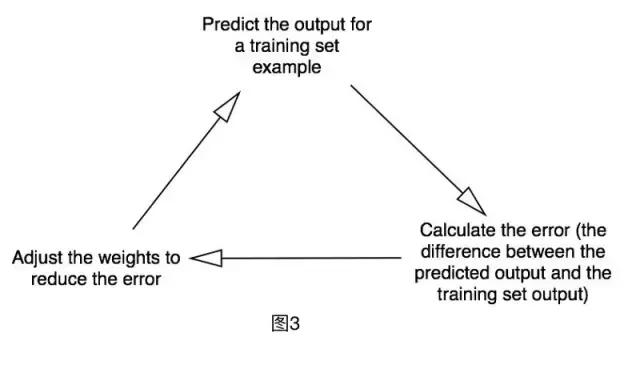 Predict the output for
a training set
example
Calculate the error (the
difference between the
predicted output and the
training set output)
Adjust the weights to
reduce the error
图3